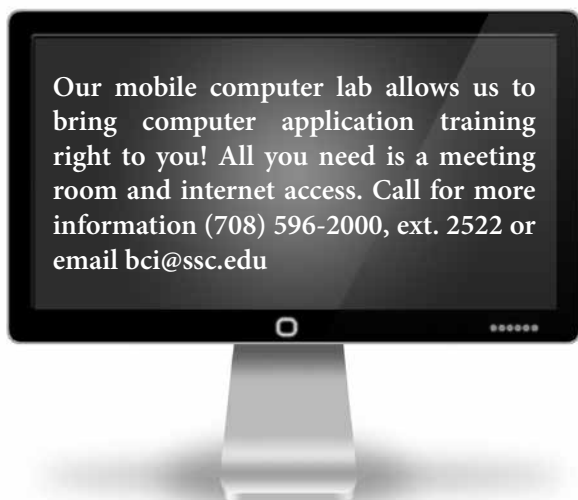 Our mobile computer lab allows us to
bring computer application training
right to you! All you need is a meeting
room and internet access. Call for more
information (708) 596-2000, ext. 2522 or
email bci@ssc.edu